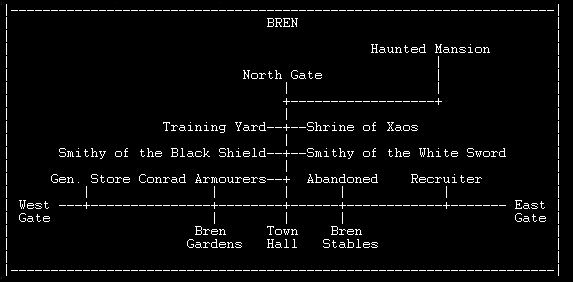 BREN
Haunted Mansion
North Gate
Training Yard Shrine of Xaos
Smithy of the Black Shield Smithy of the White Sword
Gen. Store Conrad Armourers Abandoned Recruiter
West East
Gate Gate
Bren Town Bren
Gardens Hall Stables